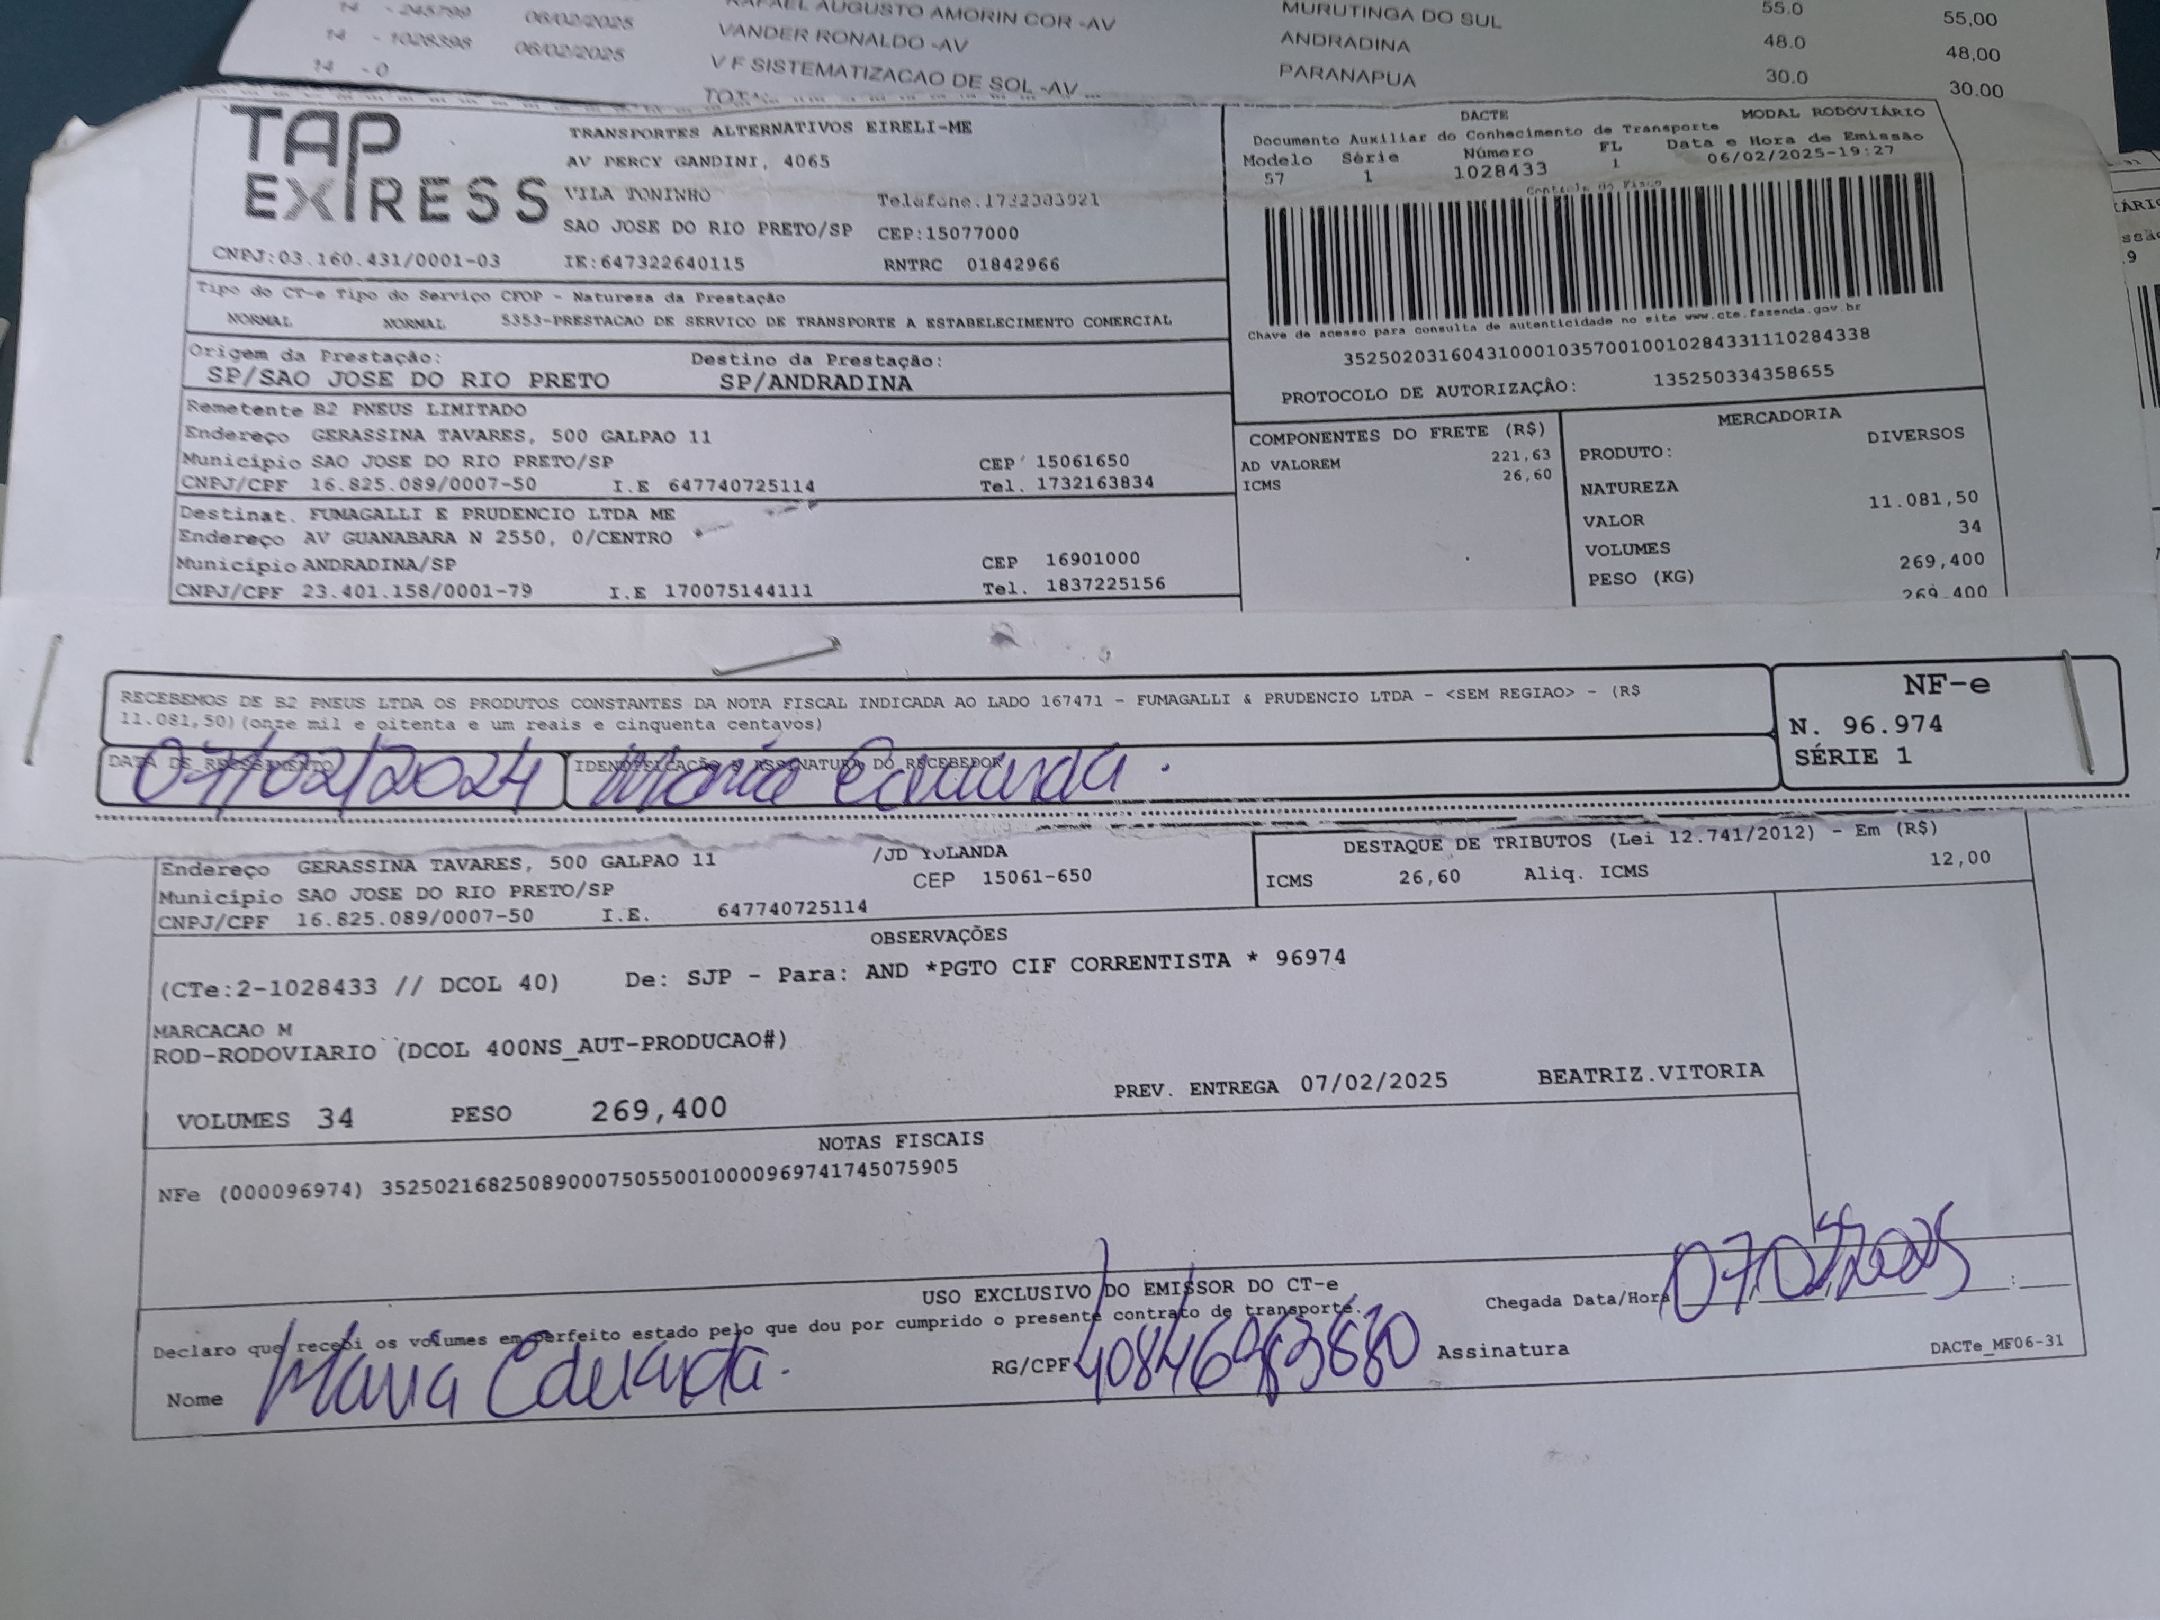 14 - 245799 06/02/2025 RAFAEL AUGUSTO AMORIN COR -AV MURUTINGA DO SUL 55.0 55,00
14 - 1028398 06/02/2025 VANDER RONALDO -AV ANDRADINA 48.0 48,00
14 - 0 V F SISTEMATIZACAO DE SOL -AV PARANAPUA 30.0 30.00
TAP EXPRESS
TRANSPORTES ALTERNATIVOS EIRELI-ME
AV PERCY GANDINI, 4065
VILA TONINHO Telefone.1732303921
SAO JOSE DO RIO PRETO/SP CEP:15077000
CNPJ:03.160.431/0001-03 IE:647322640115 RNTRC 01842966
DACTE MODAL RODOVIÁRIO
Documento Auxiliar do Conhecimento de Transporte
Modelo Série Número FL Data e Hora de Emissão
57 1 1028433 1 06/02/2025-19:27
Controle do Fisco
Chave de acesso para consulta de autenticidade no site www.cte.fazenda.gov.br
35250203160431000103570010010284331110284338
PROTOCOLO DE AUTORIZAÇÂO: 135250334358655
Tipo do CT-e Tipo do Serviço CFOP - Natureza da Prestação
NORMAL NORMAL 5353-PRESTACAO DE SERVICO DE TRANSPORTE A ESTABELECIMENTO COMERCIAL
Origem da Prestação: Destino da Prestação:
SP/SAO JOSE DO RIO PRETO SP/ANDRADINA
Remetente B2 PNEUS LIMITADO
Endereço GERASSINA TAVARES, 500 GALPAO 11
Município SAO JOSE DO RIO PRETO/SP CEP 15061650
CNPJ/CPF 16.825.089/0007-50 I.E 647740725114 Tel. 1732163834
Destinat. FUMAGALLI E PRUDENCIO LTDA ME
Endereço AV GUANABARA N 2550, 0/CENTRO
Município ANDRADINA/SP CEP 16901000
CNPJ/CPF 23.401.158/0001-79 I.E 170075144111 Tel. 1837225156
COMPONENTES DO FRETE (R$)
AD VALOREM 221,63
ICMS 26,60
MERCADORIA
PRODUTO: DIVERSOS
NATUREZA
VALOR 11.081,50
VOLUMES 34
PESO (KG) 269,400
269,400
RECEBEMOS DE B2 PNEUS LTDA OS PRODUTOS CONSTANTES DA NOTA FISCAL INDICADA AO LADO 167471 - FUMAGALLI & PRUDENCIO LTDA - <SEM REGIAO> - (R$
11.081,50)(onze mil e oitenta e um reais e cinquenta centavos)
DATA DE RECEBIMENTO IDENTIFICAÇÃO E ASSINATURA DO RECEBEDOR
07/02/2024 Maria Eduarda.
NF-e
N. 96.974
SÉRIE 1
Endereço GERASSINA TAVARES, 500 GALPAO 11 /JD YOLANDA
Município SAO JOSE DO RIO PRETO/SP CEP 15061-650
CNPJ/CPF 16.825.089/0007-50 I.E. 647740725114
DESTAQUE DE TRIBUTOS (Lei 12.741/2012) - Em (R$)
ICMS 26,60 Aliq. ICMS 12,00
OBSERVAÇÕES
(CTe:2-1028433 // DCOL 40) De: SJP - Para: AND *PGTO CIF CORRENTISTA * 96974
MARCACAO M
ROD-RODOVIARIO (DCOL 400NS_AUT-PRODUCAO#)
VOLUMES 34 PESO 269,400 PREV. ENTREGA 07/02/2025 BEATRIZ.VITORIA
NOTAS FISCAIS
NFe (000096974) 35250216825089000750550010000969741745075905
USO EXCLUSIVO DO EMISSOR DO CT-e
Declaro que recebi os volumes em perfeito estado pelo que dou por cumprido o presente contrato de transporte.
Chegada Data/Hora 07/02/2025 :
Nome Maria Eduarda. RG/CPF Assinatura
DACTe_MF06-31